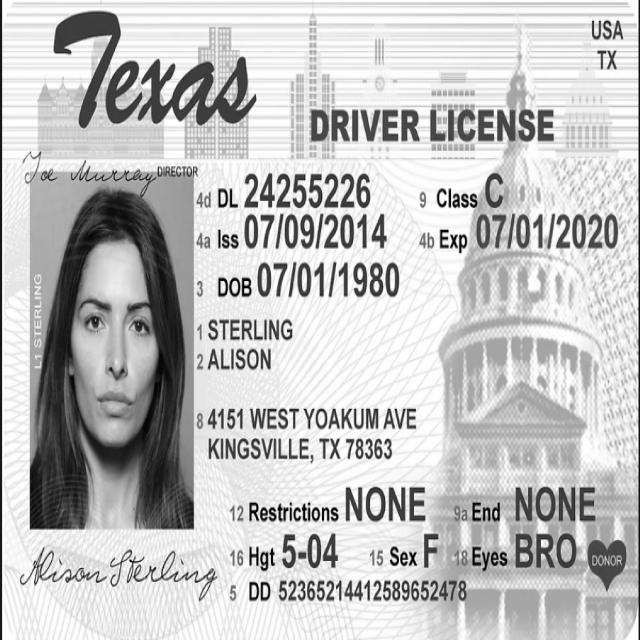 Texas
USA
TX
DRIVER LICENSE
Joe Murray DIRECTOR
4d DL 24255226 9 Class C
4a Iss 07/09/2014 4b Exp 07/01/2020
3 DOB 07/01/1980
L1 STERLING
1 STERLING
2 ALISON
8 4151 WEST YOAKUM AVE
KINGSVILLE, TX 78363
12 Restrictions NONE 9a End NONE
16 Hgt 5-04 15 Sex F 18 Eyes BRO DONOR
Alison Sterling
5 DD 52365214412589652478